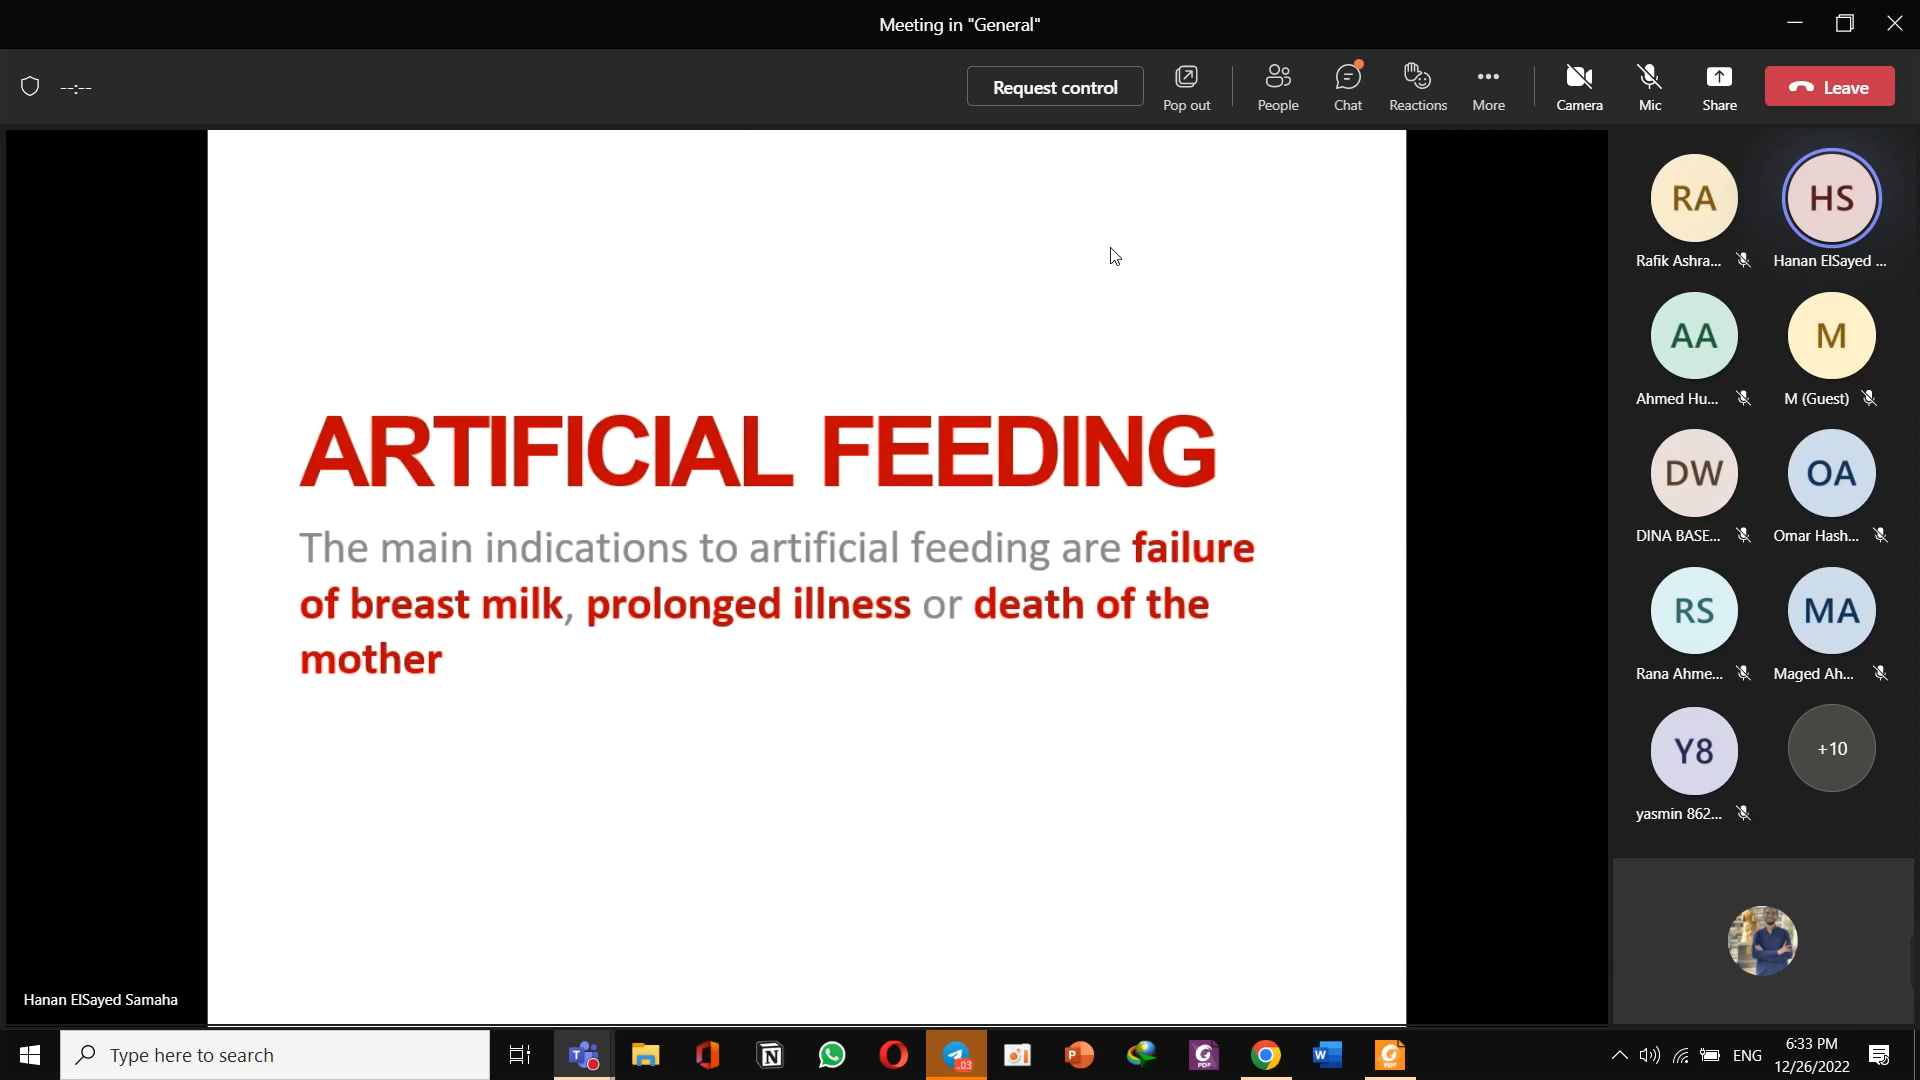 Meeting in "General"
--:--
Request control
Pop out
People
Chat
Reactions
More
Camera
Mic
Share
Leave
ARTIFICIAL FEEDING
The main indications to artificial feeding are failure
of breast milk, prolonged illness or death of the
mother
RA
HS
Rafik Ashra...
Hanan ElSayed ...
AA
M
Ahmed Hu...
M (Guest)
DW
OA
DINA BASE...
Omar Hash...
RS
MA
Rana Ahme...
Maged Ah...
Y8
+10
yasmin 862...
Hanan ElSayed Samaha
Type here to search
..03
ENG
6:33 PM
12/26/2022